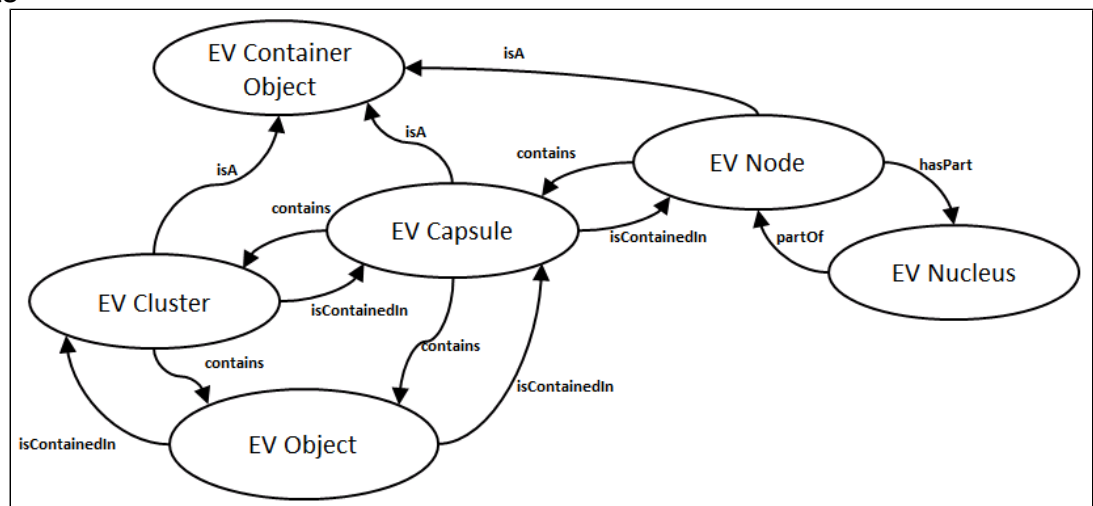 EV Container
Object
isA
isA
contains
EV Node
hasPart
isA
contains
EV Capsule
isContainedIn
partOf
EV Nucleus
EV Cluster
isContainedIn
contains
contains
isContainedIn
isContainedIn
EV Object